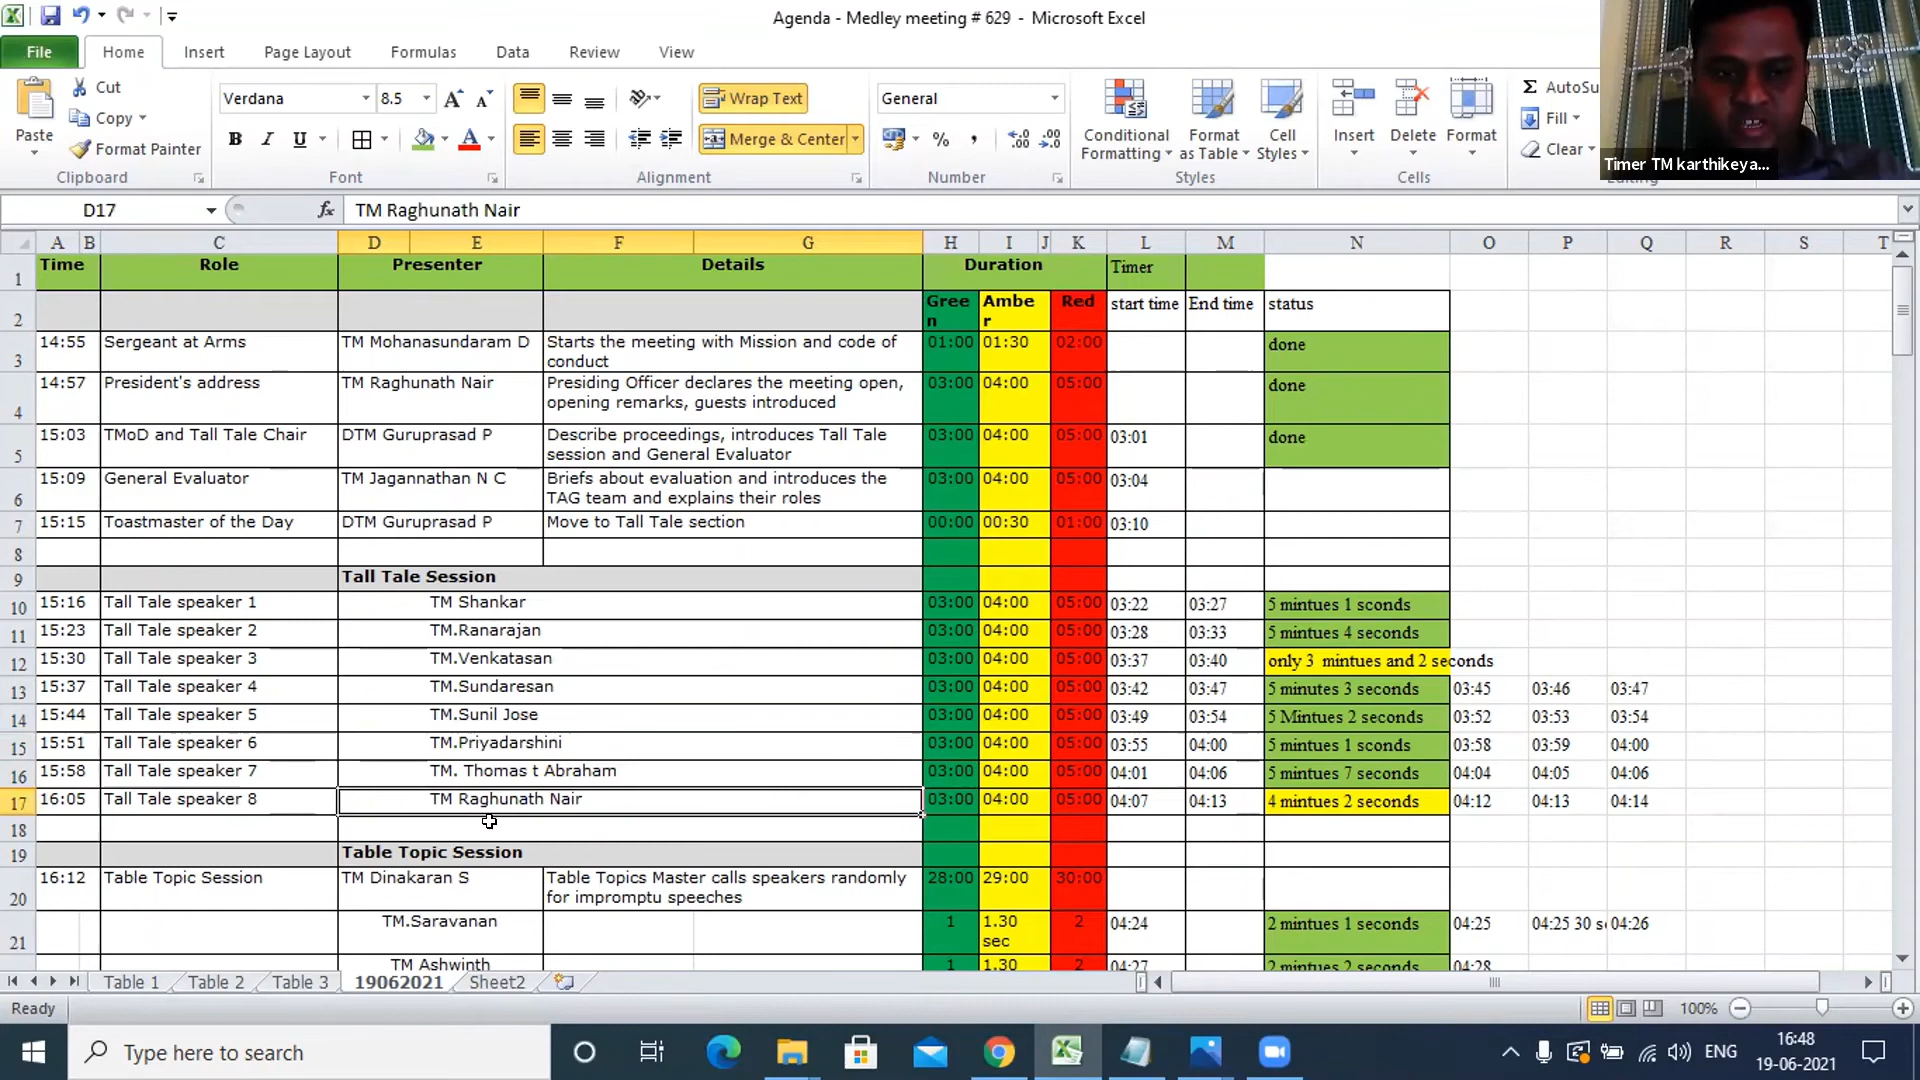 Agenda - Medley meeting # 629 - Microsoft Excel
File Home Insert Page Layout Formulas Data Review View
Cut
Copy
Format Painter
Paste
Verdana 8.5
B I U
Wrap Text
Merge & Center
General
% ,
Conditional Formatting
Format as Table
Cell Styles
Insert Delete Format
Σ AutoSu
Fill
Clear
Clipboard Font Alignment Number Styles Cells Editing
Timer TM karthikeya...
D17 fx TM Raghunath Nair
A B C D E F G H I J K L M N O P Q R S T
1 Time Role Presenter Details Duration Timer
2 Green Amber Red start time End time status
3 14:55 Sergeant at Arms TM Mohanasundaram D Starts the meeting with Mission and code of conduct 01:00 01:30 02:00 done
4 14:57 President's address TM Raghunath Nair Presiding Officer declares the meeting open, opening remarks, guests introduced 03:00 04:00 05:00 done
5 15:03 TMoD and Tall Tale Chair DTM Guruprasad P Describe proceedings, introduces Tall Tale session and General Evaluator 03:00 04:00 05:00 03:01 done
6 15:09 General Evaluator TM Jagannathan N C Briefs about evaluation and introduces the TAG team and explains their roles 03:00 04:00 05:00 03:04
7 15:15 Toastmaster of the Day DTM Guruprasad P Move to Tall Tale section 00:00 00:30 01:00 03:10
8
9 Tall Tale Session
10 15:16 Tall Tale speaker 1 TM Shankar 03:00 04:00 05:00 03:22 03:27 5 mintues 1 sconds
11 15:23 Tall Tale speaker 2 TM.Ranarajan 03:00 04:00 05:00 03:28 03:33 5 mintues 4 seconds
12 15:30 Tall Tale speaker 3 TM.Venkatasan 03:00 04:00 05:00 03:37 03:40 only 3 mintues and 2 seconds
13 15:37 Tall Tale speaker 4 TM.Sundaresan 03:00 04:00 05:00 03:42 03:47 5 minutes 3 seconds 03:45 03:46 03:47
14 15:44 Tall Tale speaker 5 TM.Sunil Jose 03:00 04:00 05:00 03:49 03:54 5 Mintues 2 seconds 03:52 03:53 03:54
15 15:51 Tall Tale speaker 6 TM.Priyadarshini 03:00 04:00 05:00 03:55 04:00 5 mintues 1 sconds 03:58 03:59 04:00
16 15:58 Tall Tale speaker 7 TM. Thomas t Abraham 03:00 04:00 05:00 04:01 04:06 5 mintues 7 seconds 04:04 04:05 04:06
17 16:05 Tall Tale speaker 8 TM Raghunath Nair 03:00 04:00 05:00 04:07 04:13 4 mintues 2 seconds 04:12 04:13 04:14
18
19 Table Topic Session
20 16:12 Table Topic Session TM Dinakaran S Table Topics Master calls speakers randomly for impromptu speeches 28:00 29:00 30:00
21 TM.Saravanan 1 1.30 sec 2 04:24 2 mintues 1 seconds 04:25 04:25 30 s 04:26
TM Ashwinth 1 1.30 2 04:27 2 mintues 2 seconds 04:28
Table 1 Table 2 Table 3 19062021 Sheet2
Ready 100%
Type here to search
ENG
16:48
19-06-2021